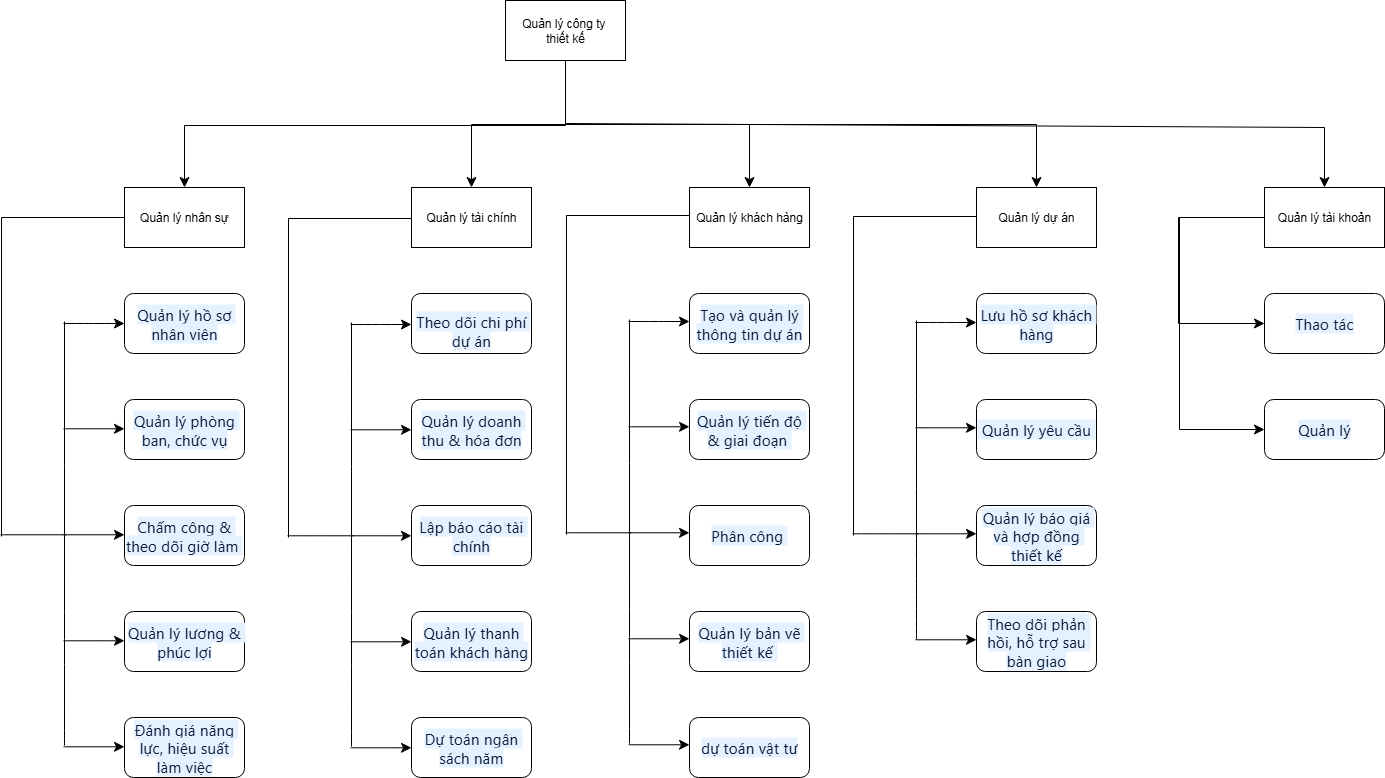 Quản lý công ty
thiết kế
Quản lý nhân sự
Quản lý tài chính
Quản lý khách hàng
Quản lý dự án
Quản lý tài khoản
Quản lý hồ sơ
nhân viên
Quản lý phòng
ban, chức vụ
Chấm công &
theo dõi giờ làm
Quản lý lương &
phúc lợi
Đánh giá năng
lực, hiệu suất
làm việc
Theo dõi chi phí
dự án
Quản lý doanh
thu & hóa đơn
Lập báo cáo tài
chính
Quản lý thanh
toán khách hàng
Dự toán ngân
sách năm
Tạo và quản lý
thông tin dự án
Quản lý tiến độ
& giai đoạn
Phân công
Quản lý bản vẽ
thiết kế
dự toán vật tư
Lưu hồ sơ khách
hàng
Quản lý yêu cầu
Quản lý báo giá
và hợp đồng
thiết kế
Theo dõi phản
hồi, hỗ trợ sau
bàn giao
Thao tác
Quản lý